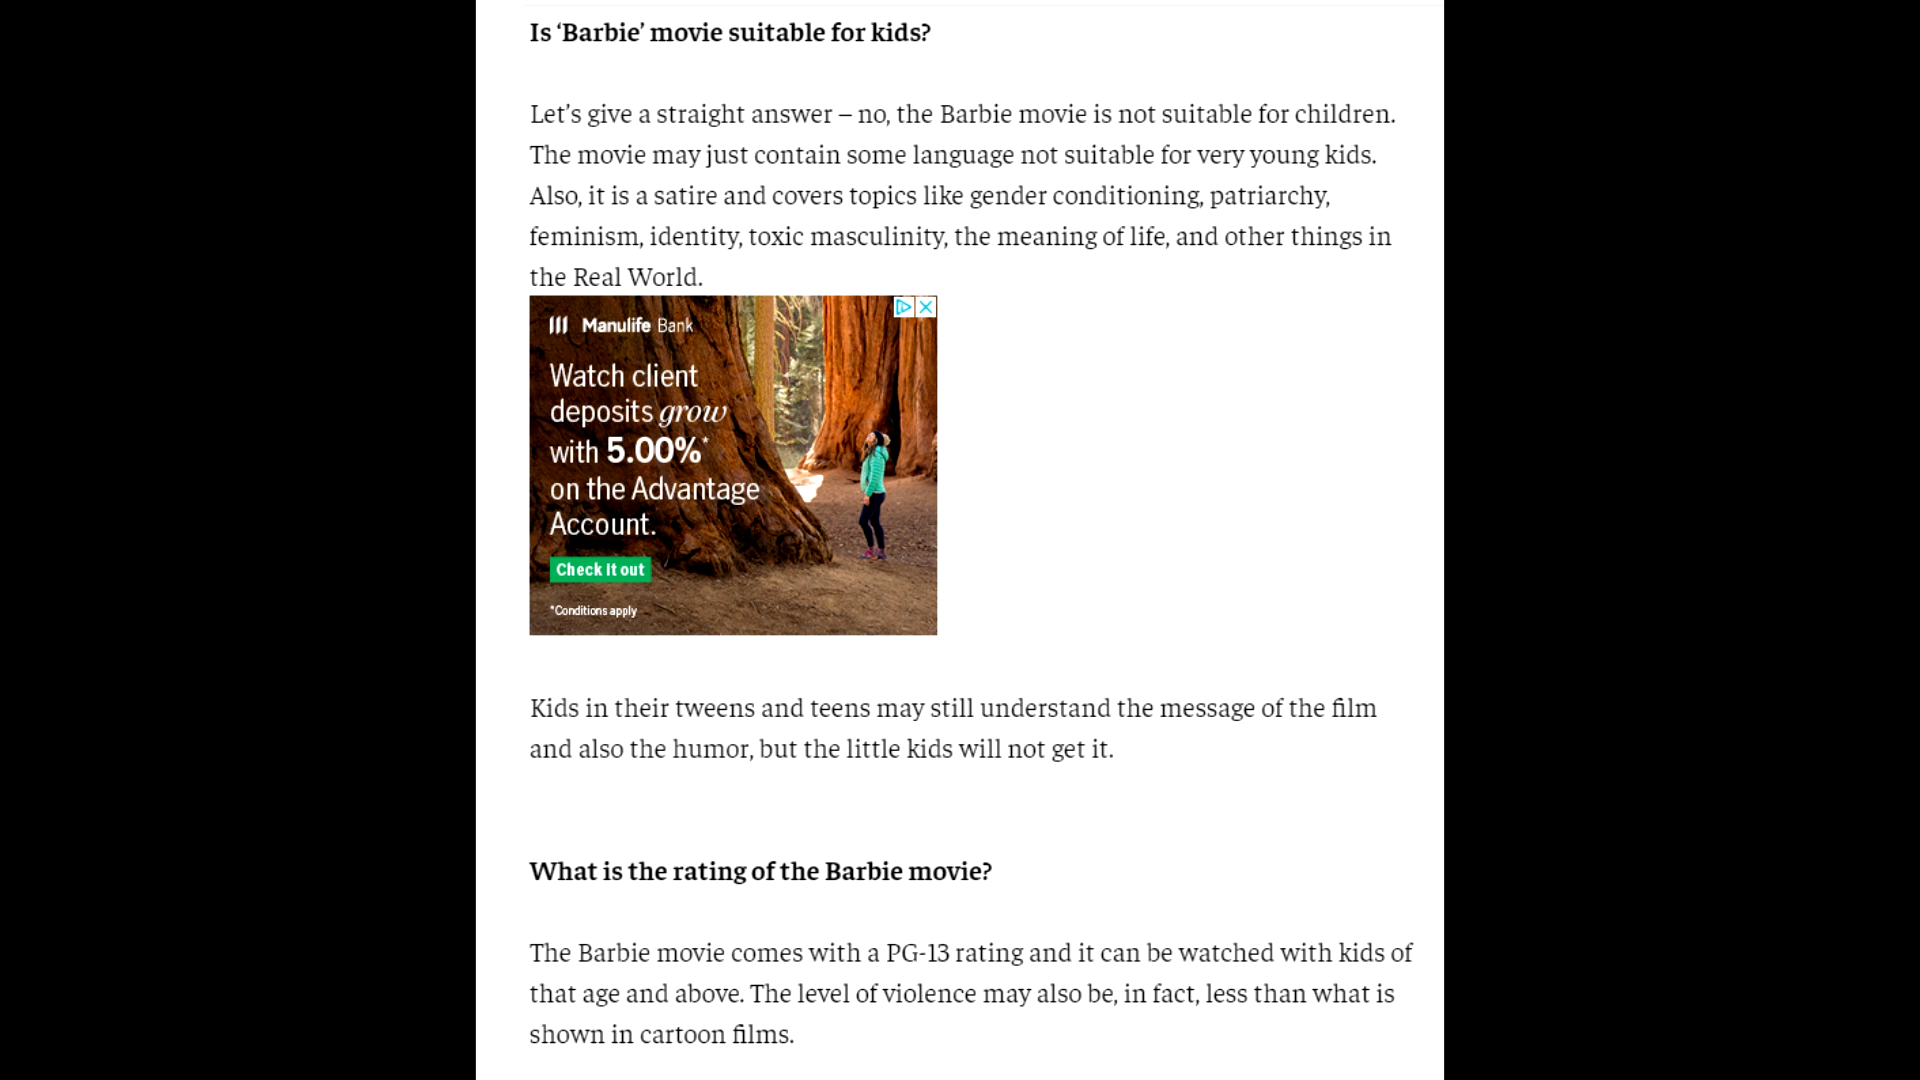 Is ‘Barbie’ movie suitable for kids?
Let’s give a straight answer – no, the Barbie movie is not suitable for children.
The movie may just contain some language not suitable for very young kids.
Also, it is a satire and covers topics like gender conditioning, patriarchy,
feminism, identity, toxic masculinity, the meaning of life, and other things in
the Real World.
Manulife Bank
Watch client
deposits grow
with 5.00%*
on the Advantage
Account.
Check it out
*Conditions apply
Kids in their tweens and teens may still understand the message of the film
and also the humor, but the little kids will not get it.
What is the rating of the Barbie movie?
The Barbie movie comes with a PG-13 rating and it can be watched with kids of
that age and above. The level of violence may also be, in fact, less than what is
shown in cartoon films.